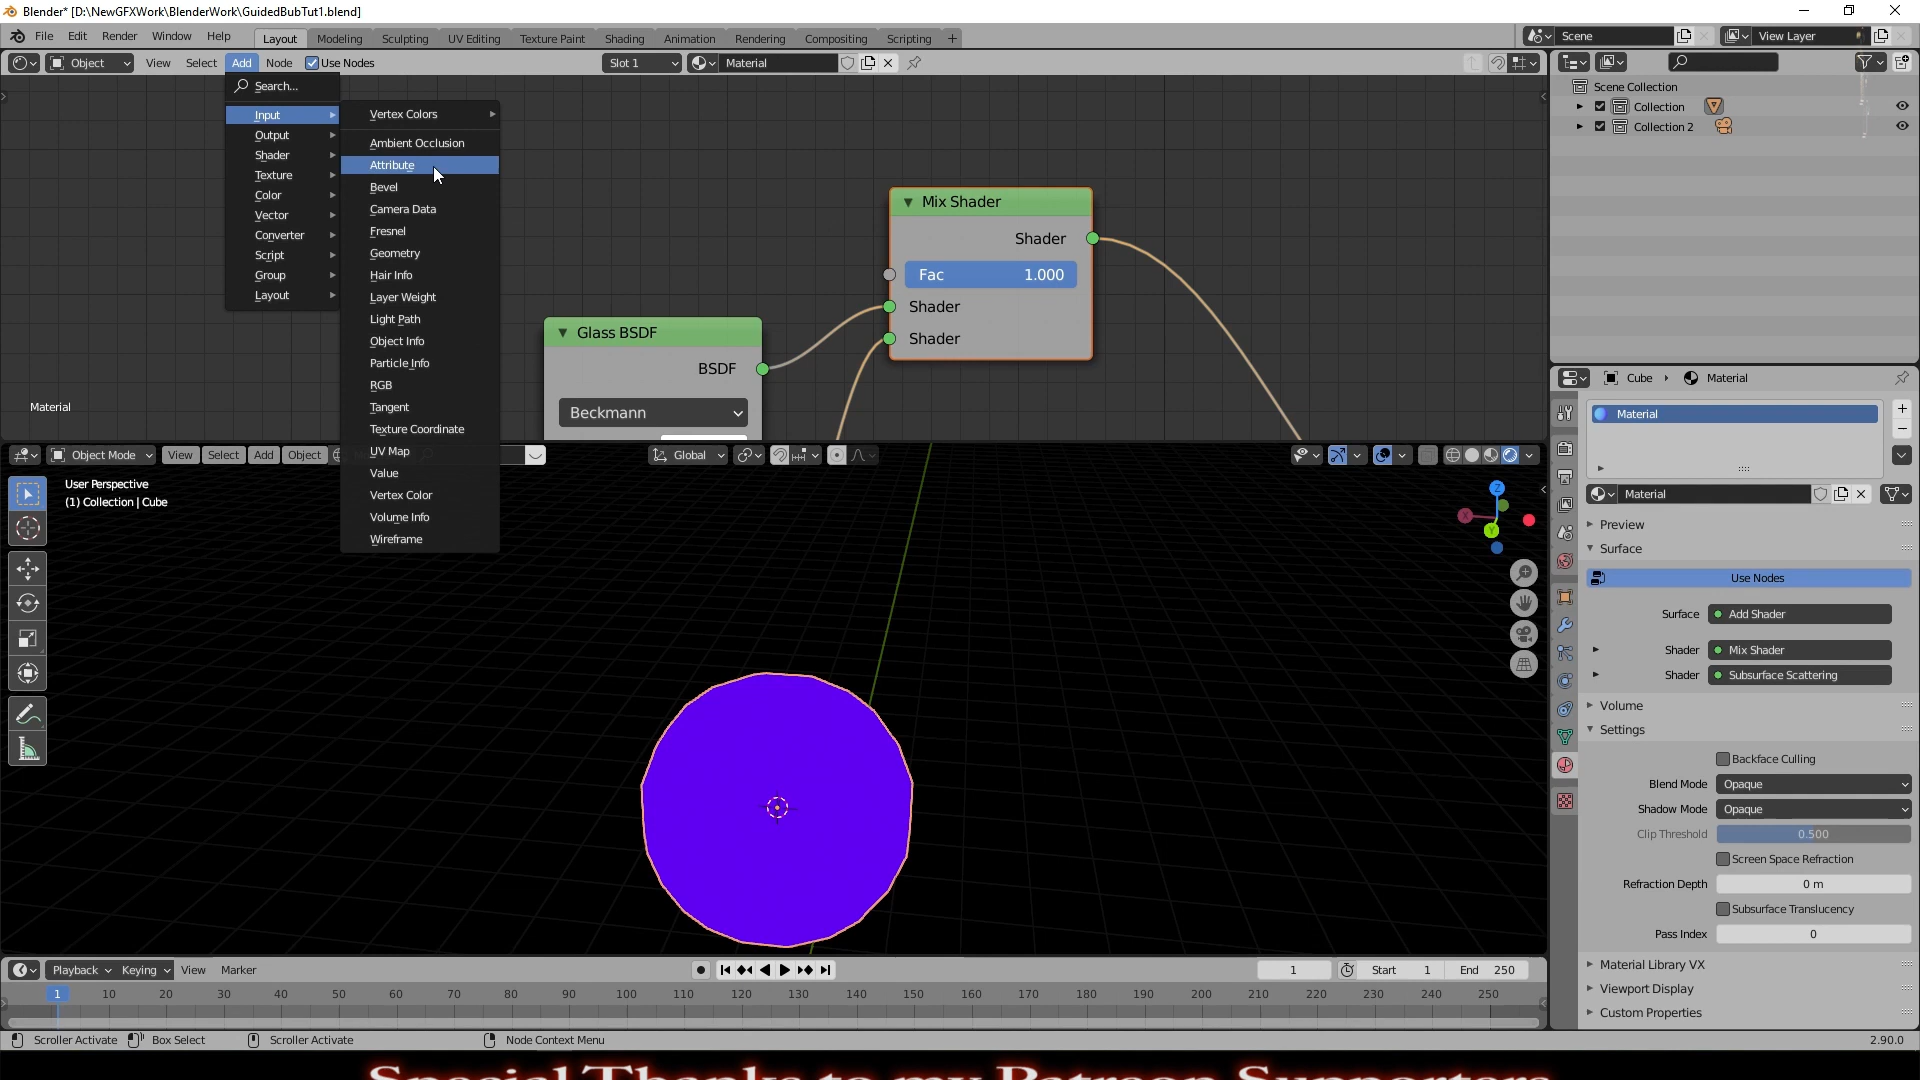 Blender* [D:\NewGFXWork\BlenderWork\GuidedBubTut1.blend]
File Edit Render Window Help Layout Modeling Sculpting UV Editing Texture Paint Shading Animation Rendering Compositing Scripting + Scene View Layer
Object View Select Add Node Use Nodes Slot 1 Material
Search...
Input
Output
Shader
Texture
Color
Vector
Converter
Script
Group
Layout
Vertex Colors
Ambient Occlusion
Attribute
Bevel
Camera Data
Fresnel
Geometry
Hair Info
Layer Weight
Light Path
Object Info
Particle Info
RGB
Tangent
Texture Coordinate
UV Map
Value
Vertex Color
Volume Info
Wireframe
Mix Shader
Shader
Fac 1.000
Shader
Shader
Glass BSDF
BSDF
Beckmann
Material
Scene Collection
Collection
Collection 2
Object Mode View Select Add Object Global
User Perspective
(1) Collection | Cube
Z
X
Y
Cube Material
Material
Material
Preview
Surface
Use Nodes
Surface Add Shader
Shader Mix Shader
Shader Subsurface Scattering
Volume
Settings
Backface Culling
Blend Mode Opaque
Shadow Mode Opaque
Clip Threshold 0.500
Screen Space Refraction
Refraction Depth 0 m
Subsurface Translucency
Pass Index 0
Material Library VX
Viewport Display
Custom Properties
Playback Keying View Marker 1 Start 1 End 250
1 10 20 30 40 50 60 70 80 90 100 110 120 130 140 150 160 170 180 190 200 210 220 230 240 250
Scroller Activate Box Select Scroller Activate Node Context Menu 2.90.0
Special Thanks to my Patreon Supporters